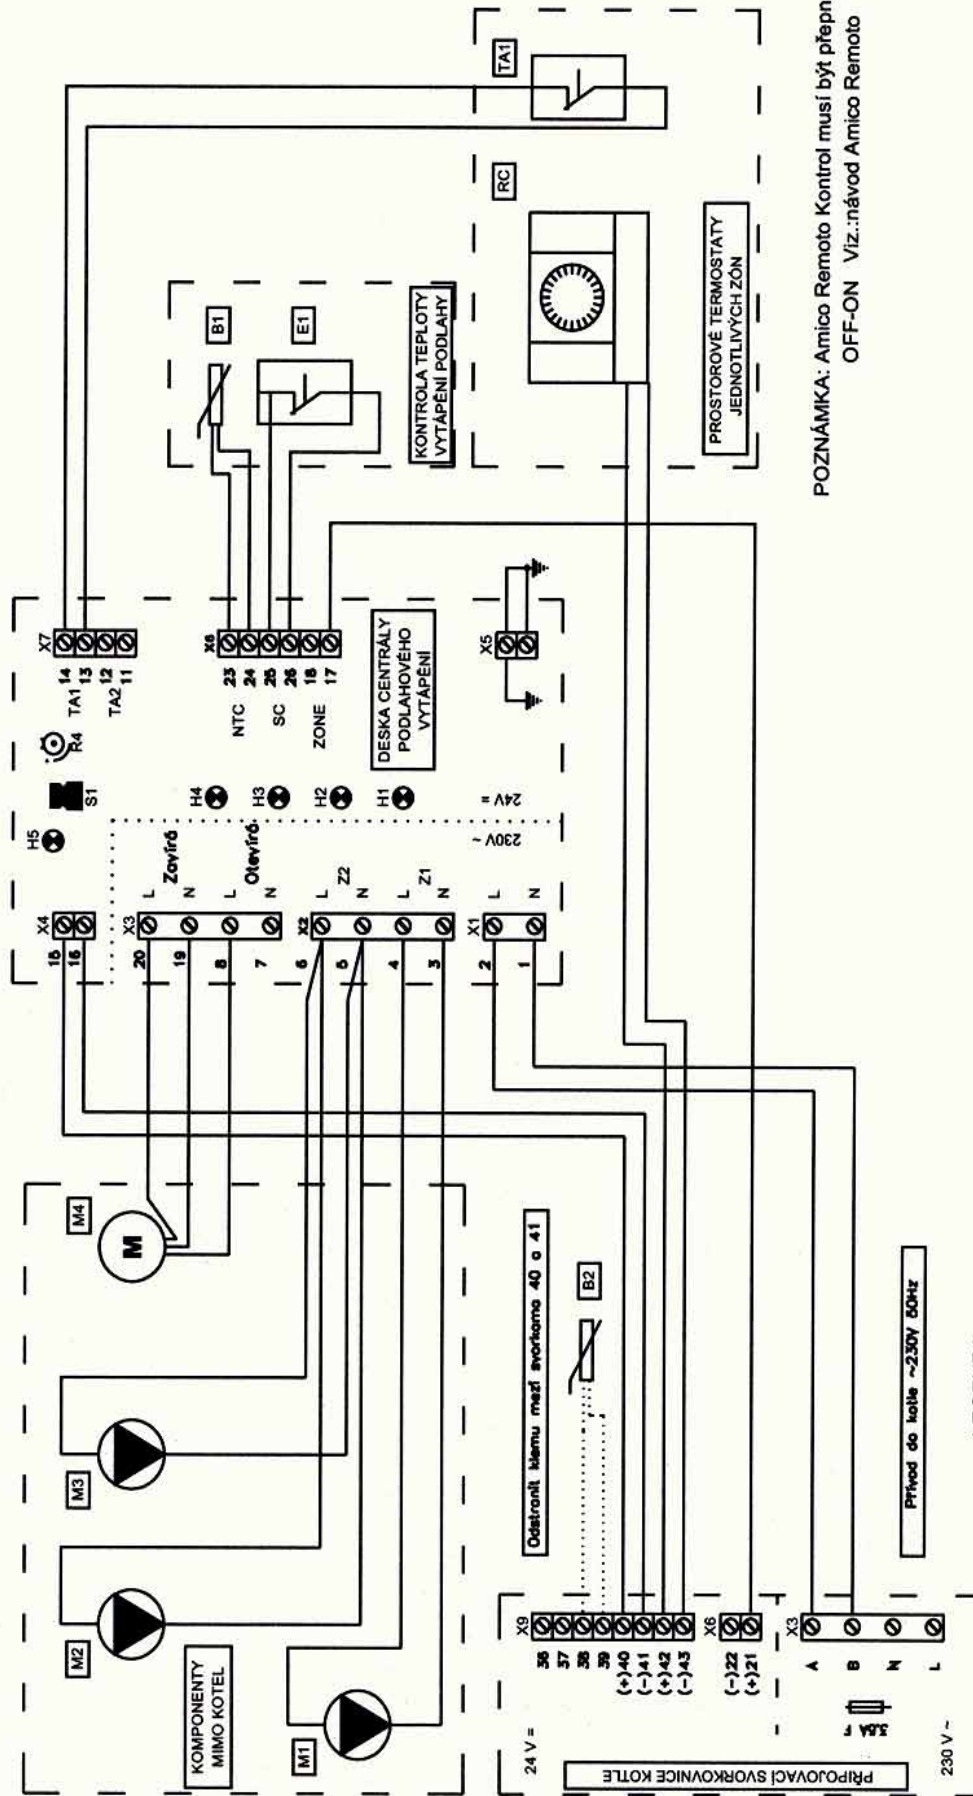 TA1
RC
PROSTOROVÉ TERMOSTATY
JEDNOTLIVÝCH ZÓN
POZNÁMKA: Amico Remoto Kontrol musí být přepn
OFF-ON Viz.:návod Amico Remoto
B1
E1
KONTROLA TEPLOTY
VYTÁPĚNÍ PODLAHY
X7
14
13
12
11
TA1
TA2
R4
S1
H5
X6
23
24
25
26
18
17
NTC
SC
ZONE
H4
H3
H2
H1
DESKA CENTRÁLY
PODLAHOVÉHO
VYTÁPĚNÍ
X5
24V =
230V ~
X4
15
16
X3
20
19
8
7
L
Zavírá
N
L
Otevírá
N
X2
6
5
4
3
L
Z2
N
L
Z1
N
X1
2
1
L
N
M4
M
M3
M2
M1
KOMPONENTY
MIMO KOTEL
Odstranit klemu mezi svorkama 40 a 41
B2
Přívod do kotle ~230V 50Hz
X9
36
37
38
39
(+)40
(-)41
(+)42
(-)43
X6
(-)22
(+)21
X3
A
B
N
L
24 V =
230 V ~
PŘIPOJOVACÍ SVORKOVNICE KOTLE